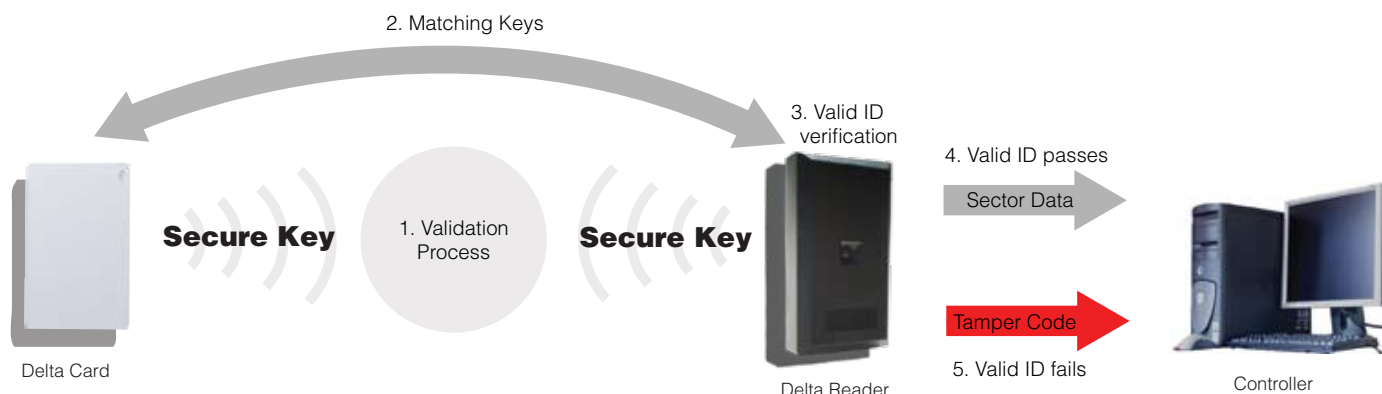 2. Matching Keys
3. Valid ID
verification
4. Valid ID passes
Sector Data
Secure Key
1. Validation
Process
Secure Key
Tamper Code
5. Valid ID fails
Delta Card
Delta Reader
Controller